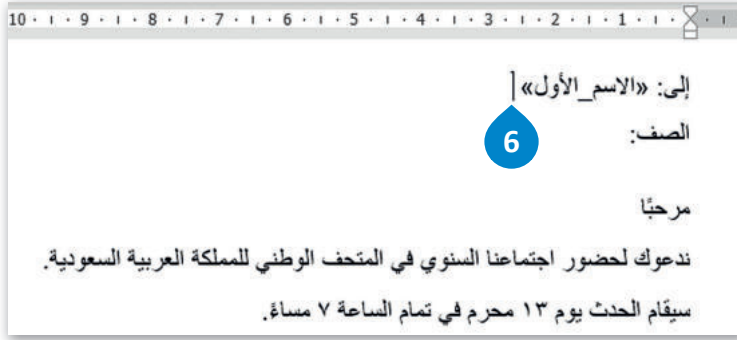 10 · ı · 9 · ı · 8 · ı · 7 · ı · 6 · ı · 5 · ı · 4 · ı · 3 · ı · 2 · ı · 1 · ı ·
إلى: «الاسم_الأول»
6
الصف:
مرحبًا
ندعوك لحضور اجتماعنا السنوي في المتحف الوطني للمملكة العربية السعودية.
سيقام الحدث يوم ١٣ محرم في تمام الساعة ٧ مساءً.